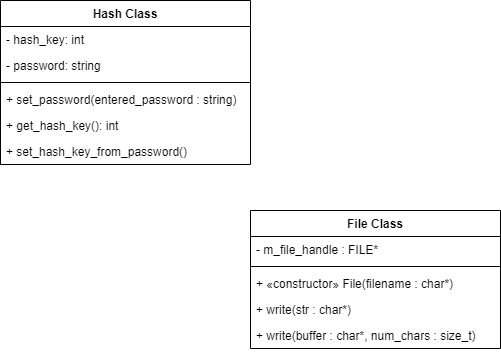 Hash Class
- hash_key: int
- password: string
+ set_password(entered_password : string)
+ get_hash_key(): int
+ set_hash_key_from_password()
File Class
- m_file_handle : FILE*
+ «constructor» File(filename : char*)
+ write(str : char*)
+ write(buffer : char*, num_chars : size_t)